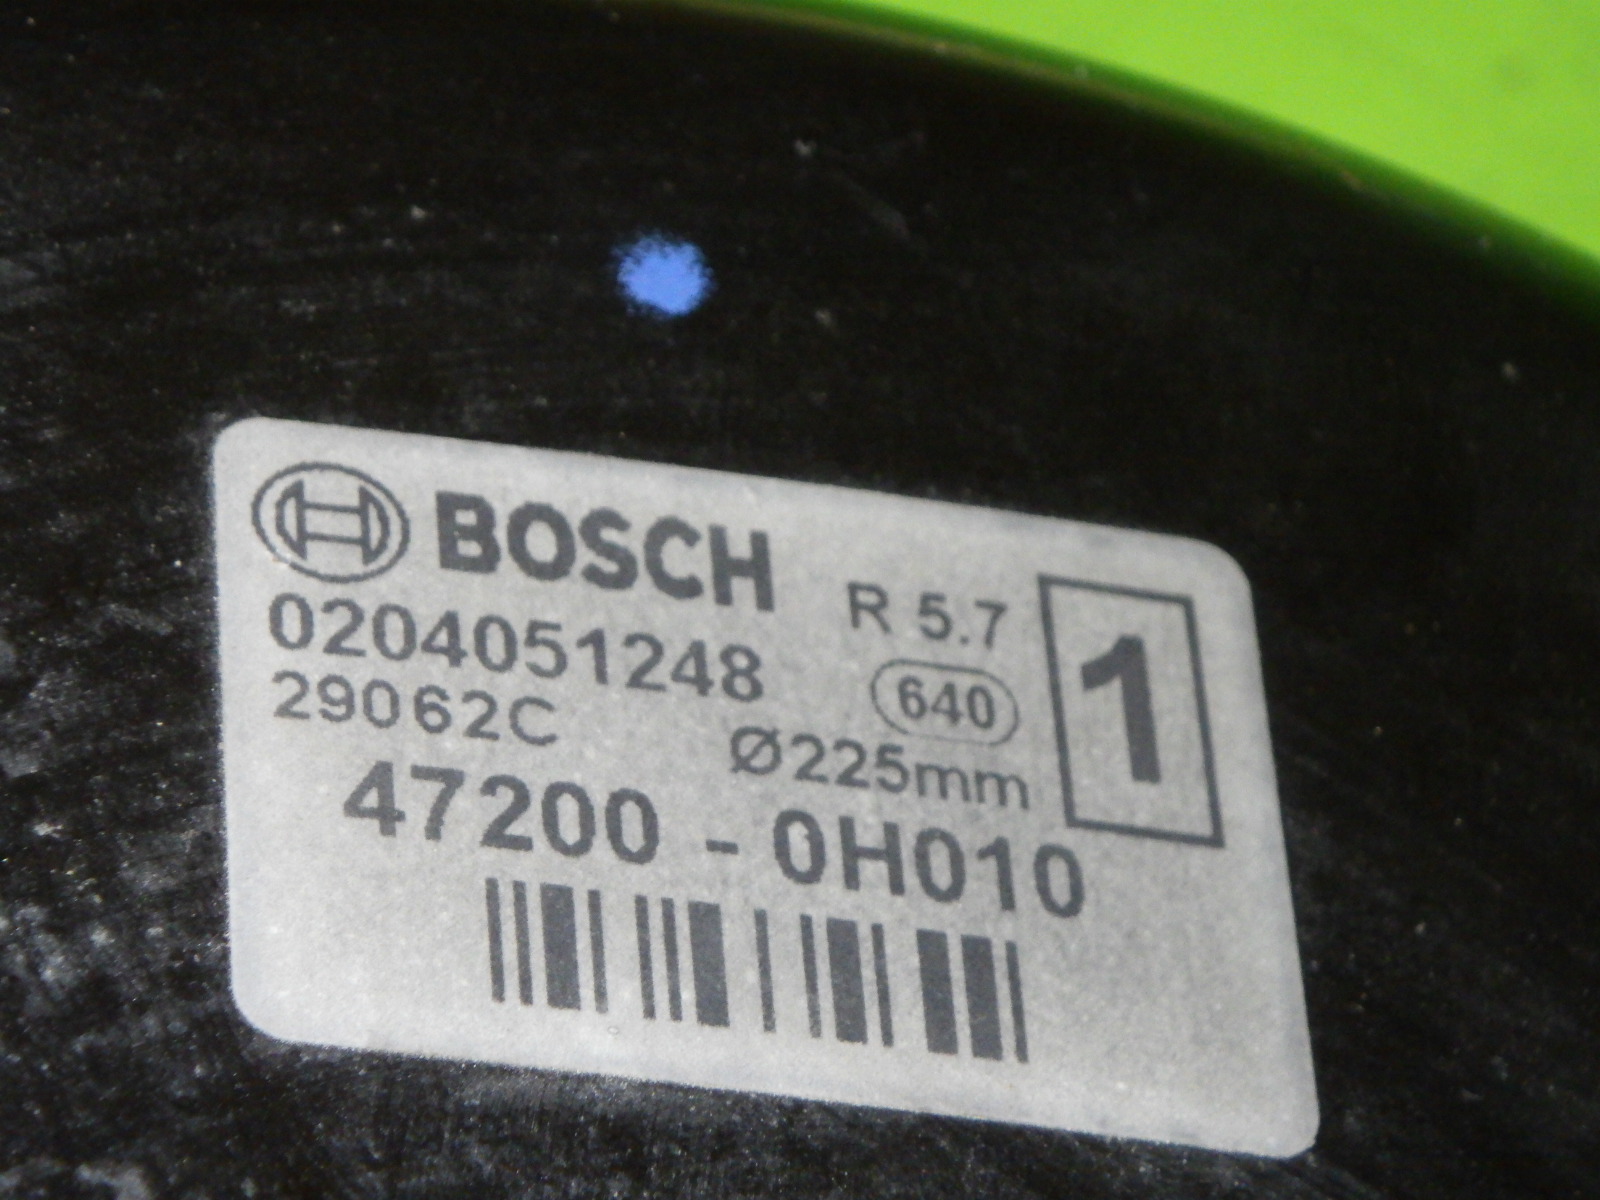 BOSCH
R 5.7
1
0204051248
640
29062C
Ø225mm
47200 - 0H010